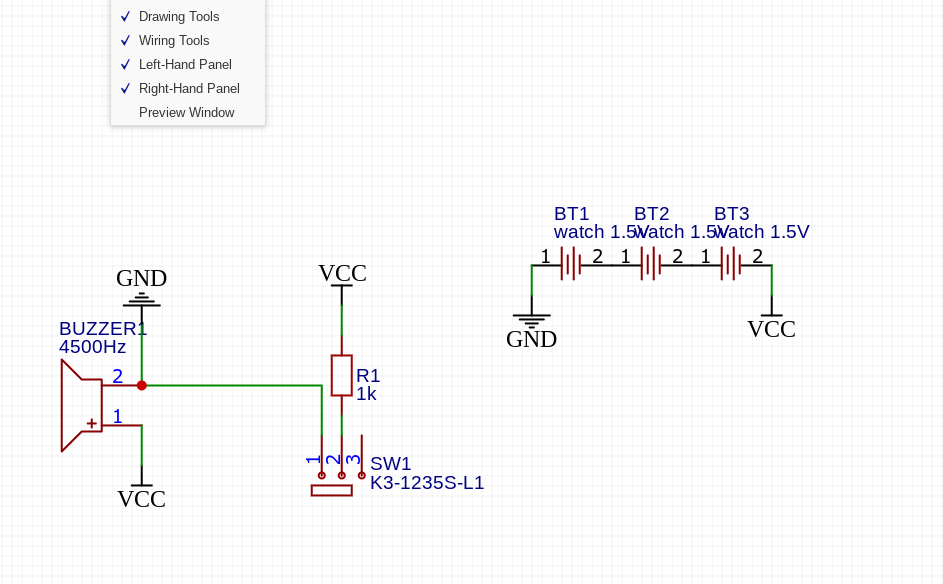 Drawing Tools
Wiring Tools
Left-Hand Panel
Right-Hand Panel
Preview Window
BT1 BT2 BT3
watch 1.5V watch 1.5V watch 1.5V
1 2 1 2 1 2
GND
VCC
GND
VCC
BUZZER1
4500Hz
2
1
VCC
R1
1k
1 2 3
SW1
K3-1235S-L1